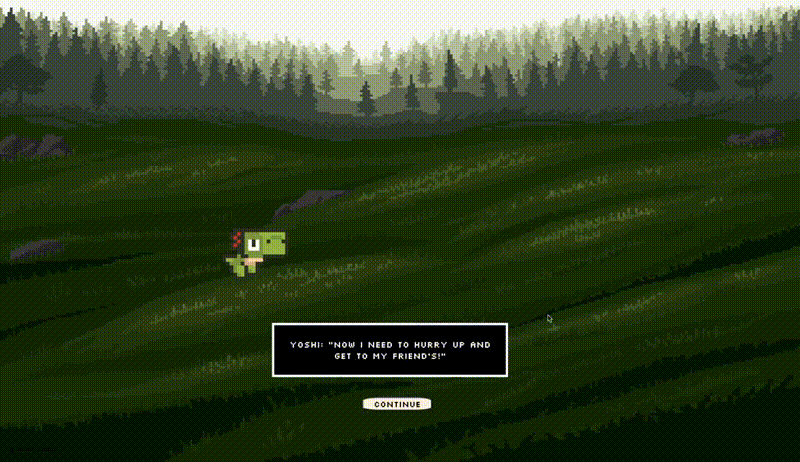 YOSHI: "NOW I NEED TO HURRY UP AND
GET TO MY FRIEND'S!"
CONTINUE